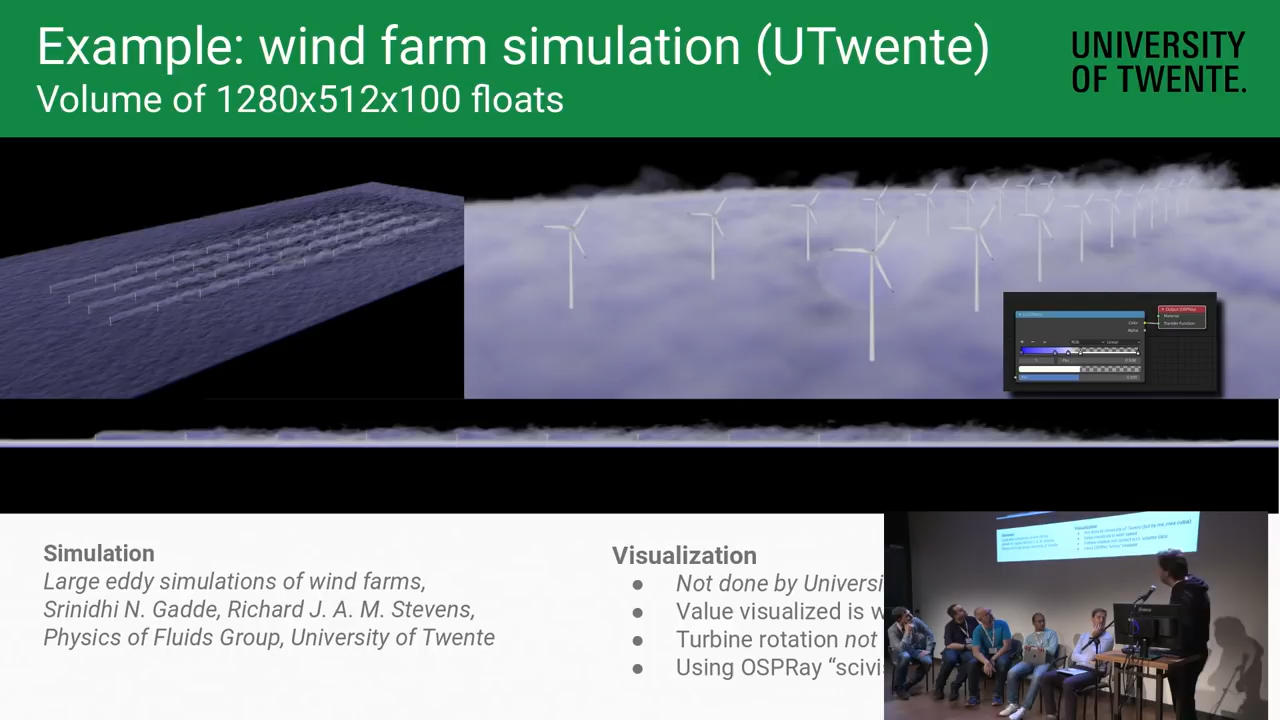 Example: wind farm simulation (UTwente)
Volume of 1280x512x100 floats
UNIVERSITY
OF TWENTE.
Simulation
Large eddy simulations of wind farms,
Srinidhi N. Gadde, Richard J. A. M. Stevens,
Physics of Fluids Group, University of Twente
Visualization
● Not done by Universi
● Value visualized is w
● Turbine rotation not
● Using OSPRay “scivis